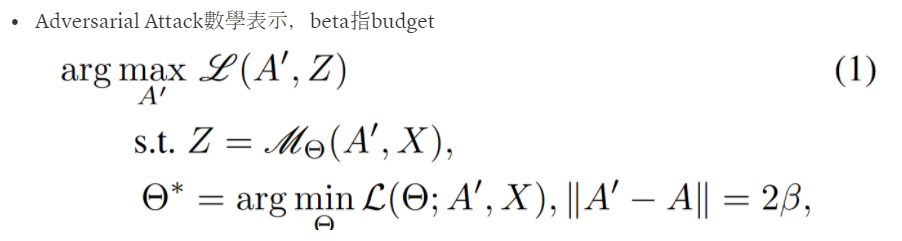 • Adversarial Attack數學表示，beta指budget
arg max_{A′} ℒ(A′, Z) (1)
s.t. Z = ℳ_Θ(A′, X),
Θ* = arg min_Θ ℒ(Θ; A′, X), ‖A′ − A‖ = 2β,